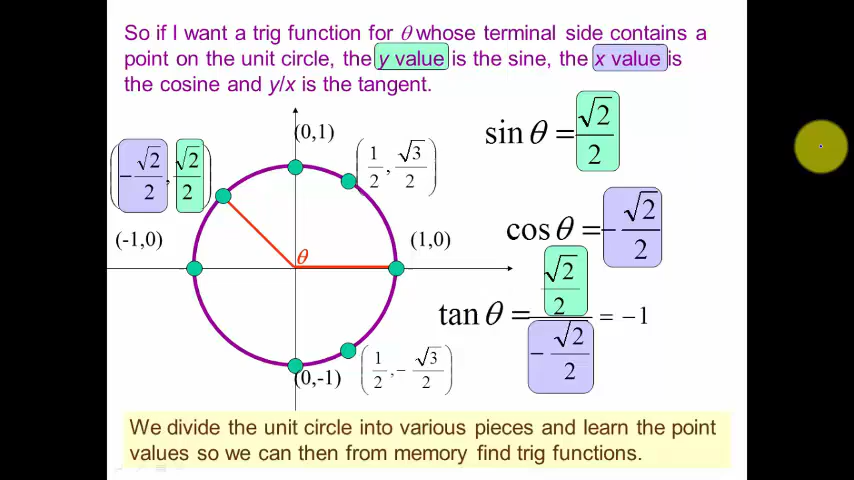 So if I want a trig function for θ whose terminal side contains a
point on the unit circle, the y value is the sine, the x value is
the cosine and y/x is the tangent.
(0,1)
(1/2, √3/2)
(-√2/2, √2/2)
sin θ = √2/2
(-1,0)
θ
(1,0)
cos θ = -√2/2
tan θ = (√2/2)/(-√2/2) = -1
(0,-1)
(1/2, -√3/2)
We divide the unit circle into various pieces and learn the point
values so we can then from memory find trig functions.